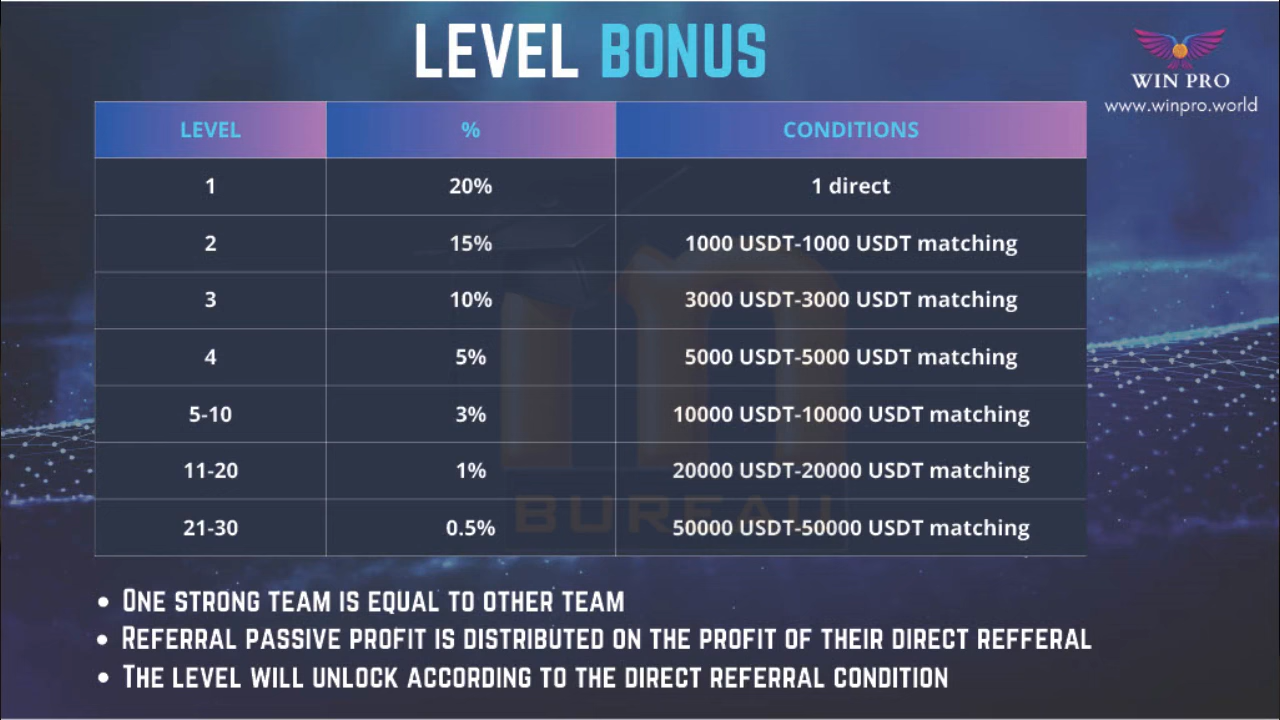 LEVEL BONUS
WIN PRO
www.winpro.world
LEVEL % CONDITIONS
1 20% 1 direct
2 15% 1000 USDT-1000 USDT matching
3 10% 3000 USDT-3000 USDT matching
4 5% 5000 USDT-5000 USDT matching
5-10 3% 10000 USDT-10000 USDT matching
11-20 1% 20000 USDT-20000 USDT matching
21-30 0.5% 50000 USDT-50000 USDT matching
BUREAU
• ONE STRONG TEAM IS EQUAL TO OTHER TEAM
• REFERRAL PASSIVE PROFIT IS DISTRIBUTED ON THE PROFIT OF THEIR DIRECT REFFERAL
• THE LEVEL WILL UNLOCK ACCORDING TO THE DIRECT REFERRAL CONDITION